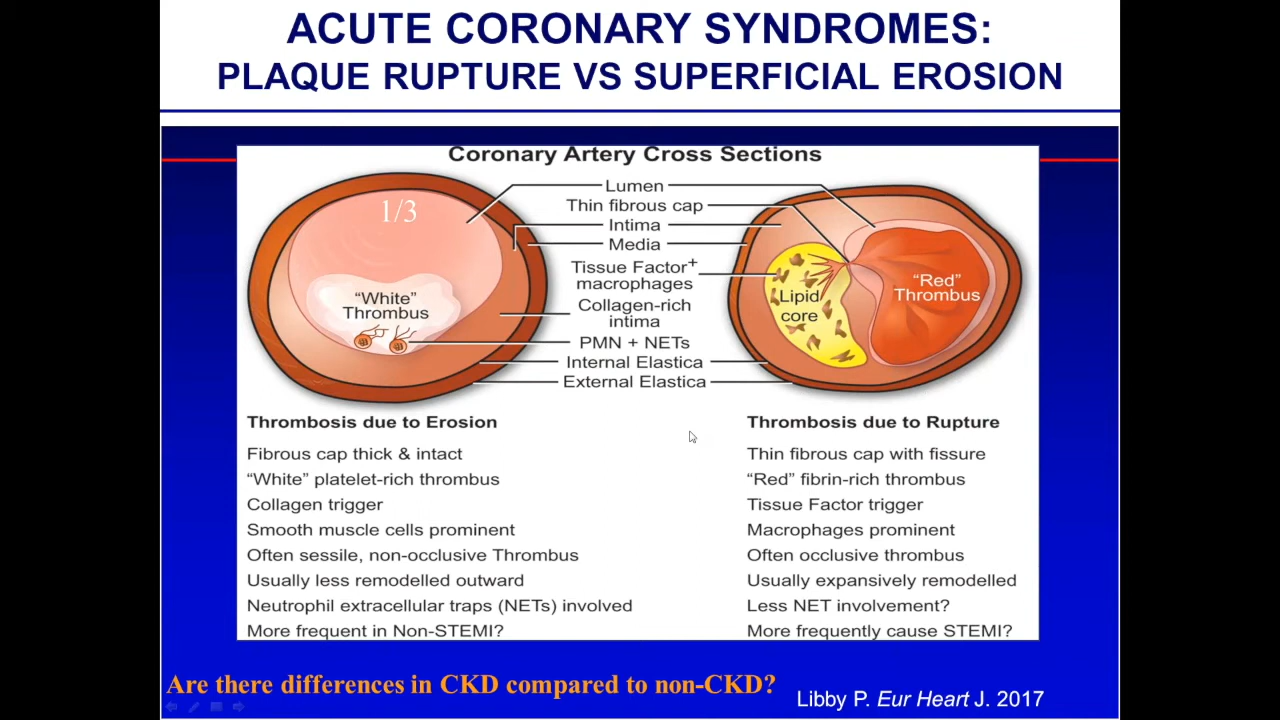 ACUTE CORONARY SYNDROMES:
PLAQUE RUPTURE VS SUPERFICIAL EROSION
Coronary Artery Cross Sections
1/3
Lumen
Thin fibrous cap
Intima
Media
Tissue Factor+
macrophages
Collagen-rich
intima
PMN + NETs
Internal Elastica
External Elastica
“White”
Thrombus
Lipid
core
“Red”
Thrombus
Thrombosis due to Erosion
Fibrous cap thick & intact
“White” platelet-rich thrombus
Collagen trigger
Smooth muscle cells prominent
Often sessile, non-occlusive Thrombus
Usually less remodelled outward
Neutrophil extracellular traps (NETs) involved
More frequent in Non-STEMI?
Thrombosis due to Rupture
Thin fibrous cap with fissure
“Red” fibrin-rich thrombus
Tissue Factor trigger
Macrophages prominent
Often occlusive thrombus
Usually expansively remodelled
Less NET involvement?
More frequently cause STEMI?
Are there differences in CKD compared to non-CKD?
Libby P. Eur Heart J. 2017